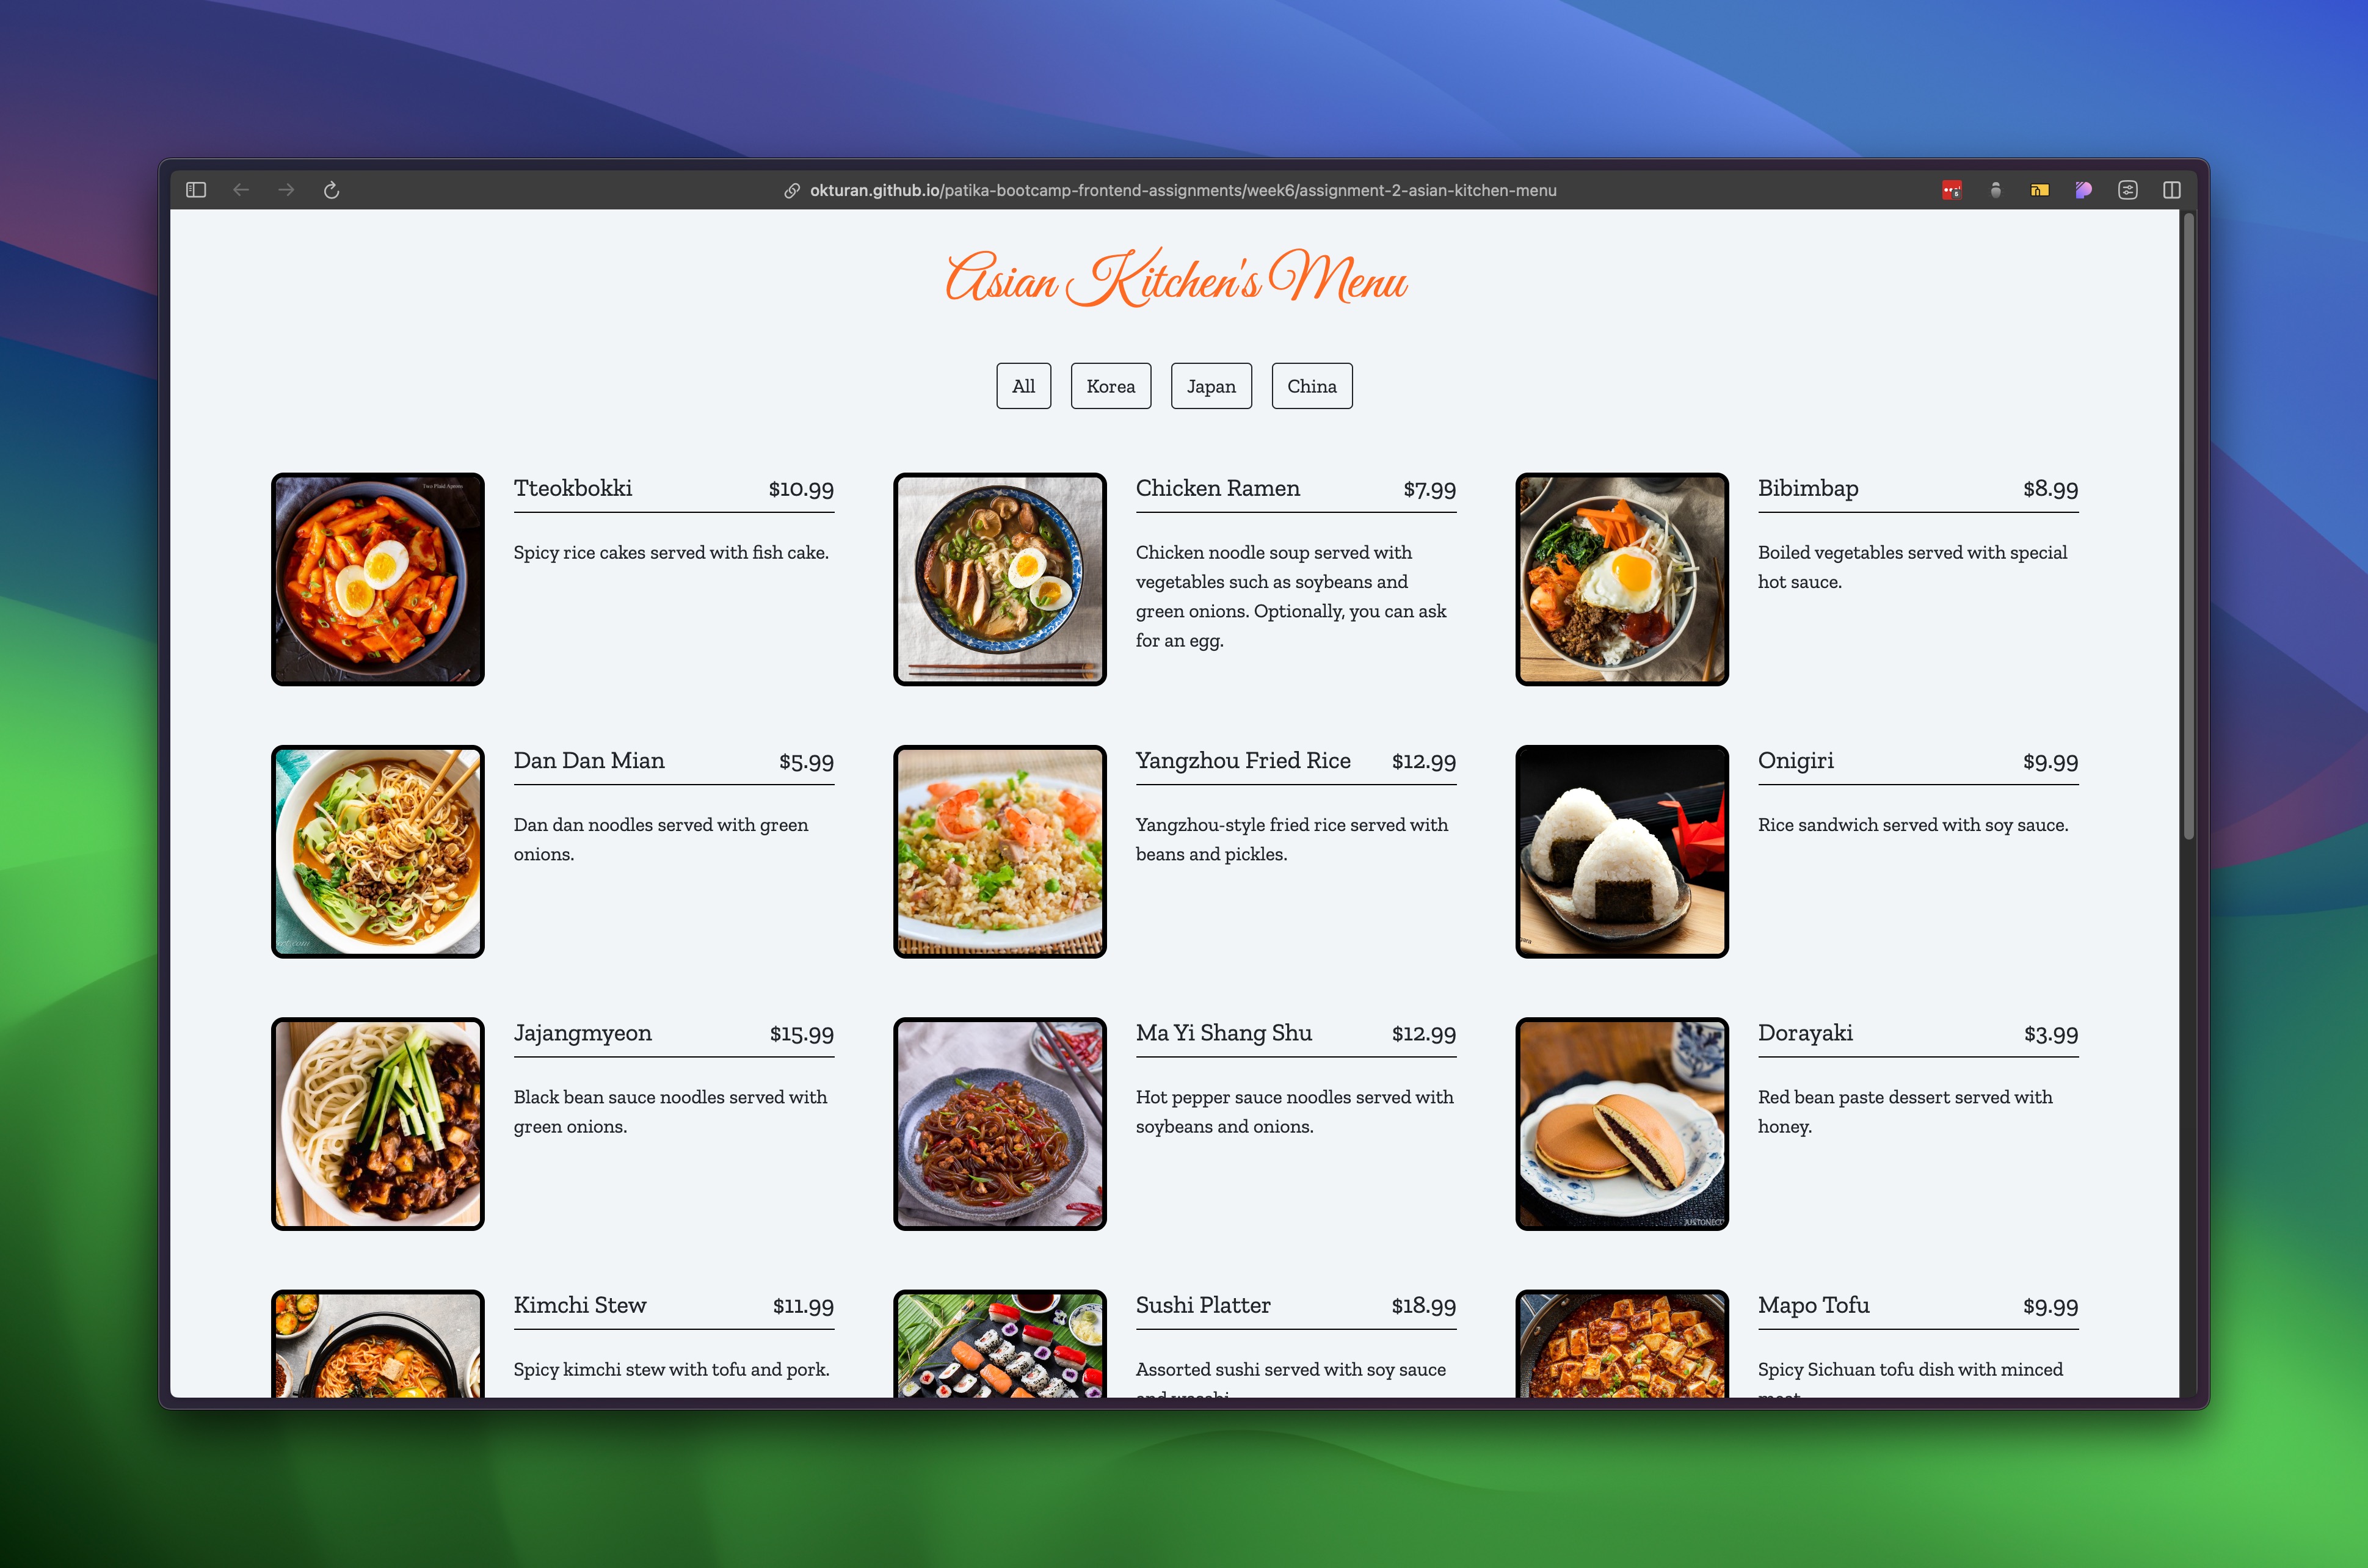 okturan.github.io/patika-bootcamp-frontend-assignments/week6/assignment-2-asian-kitchen-menu
Asian Kitchen's Menu
All
Korea
Japan
China
Two Plaid Aprons
Tteokbokki
$10.99
Spicy rice cakes served with fish cake.
Chicken Ramen
$7.99
Chicken noodle soup served with
vegetables such as soybeans and
green onions. Optionally, you can ask
for an egg.
Bibimbap
$8.99
Boiled vegetables served with special
hot sauce.
Dan Dan Mian
$5.99
Dan dan noodles served with green
onions.
Yangzhou Fried Rice
$12.99
Yangzhou-style fried rice served with
beans and pickles.
Onigiri
$9.99
Rice sandwich served with soy sauce.
Jajangmyeon
$15.99
Black bean sauce noodles served with
green onions.
Ma Yi Shang Shu
$12.99
Hot pepper sauce noodles served with
soybeans and onions.
Dorayaki
$3.99
Red bean paste dessert served with
honey.
Kimchi Stew
$11.99
Spicy kimchi stew with tofu and pork.
Sushi Platter
$18.99
Assorted sushi served with soy sauce
and wasabi.
Mapo Tofu
$9.99
Spicy Sichuan tofu dish with minced
meat.